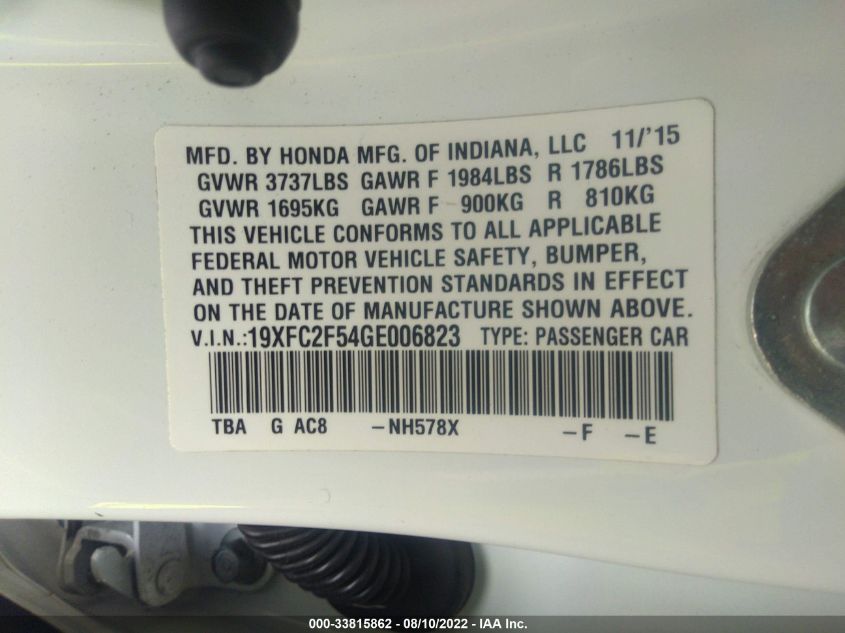 MFD. BY HONDA MFG. OF INDIANA, LLC 11/'15
GVWR 3737LBS GAWR F 1984LBS R 1786LBS
GVWR 1695KG GAWR F 900KG R 810KG
THIS VEHICLE CONFORMS TO ALL APPLICABLE
FEDERAL MOTOR VEHICLE SAFETY, BUMPER,
AND THEFT PREVENTION STANDARDS IN EFFECT
ON THE DATE OF MANUFACTURE SHOWN ABOVE.
V.I.N.:19XFC2F54GE006823 TYPE: PASSENGER CAR
TBA G AC8 -NH578X -F -E
000-33815862 - 08/10/2022 - IAA Inc.